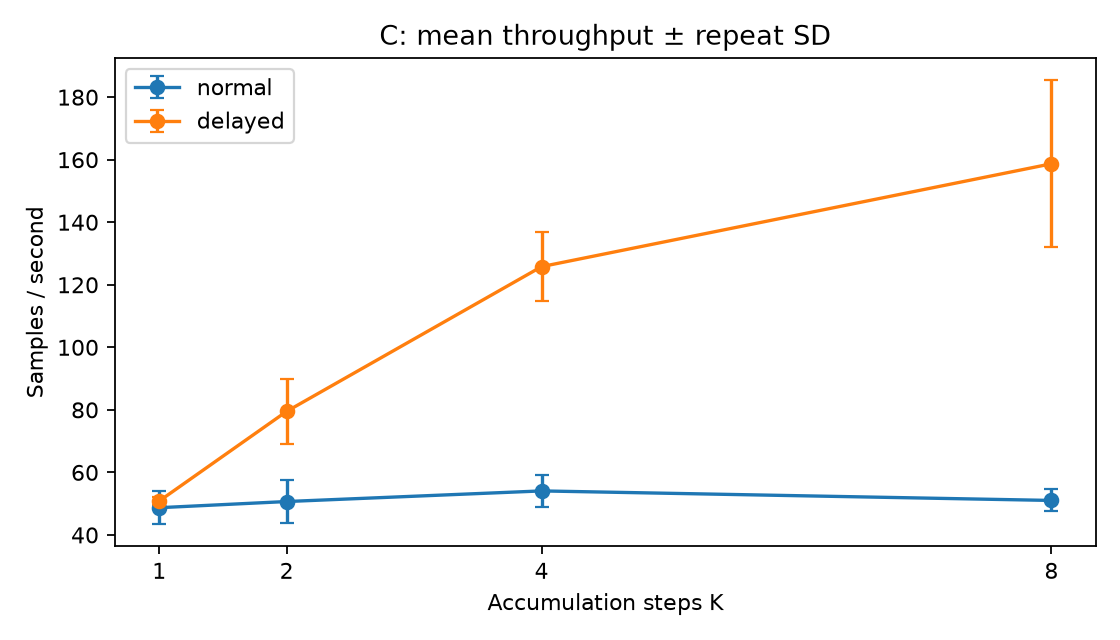 C: mean throughput ± repeat SD
normal
delayed
Samples / second
180
160
140
120
100
80
60
40
1 2 4 8
Accumulation steps K